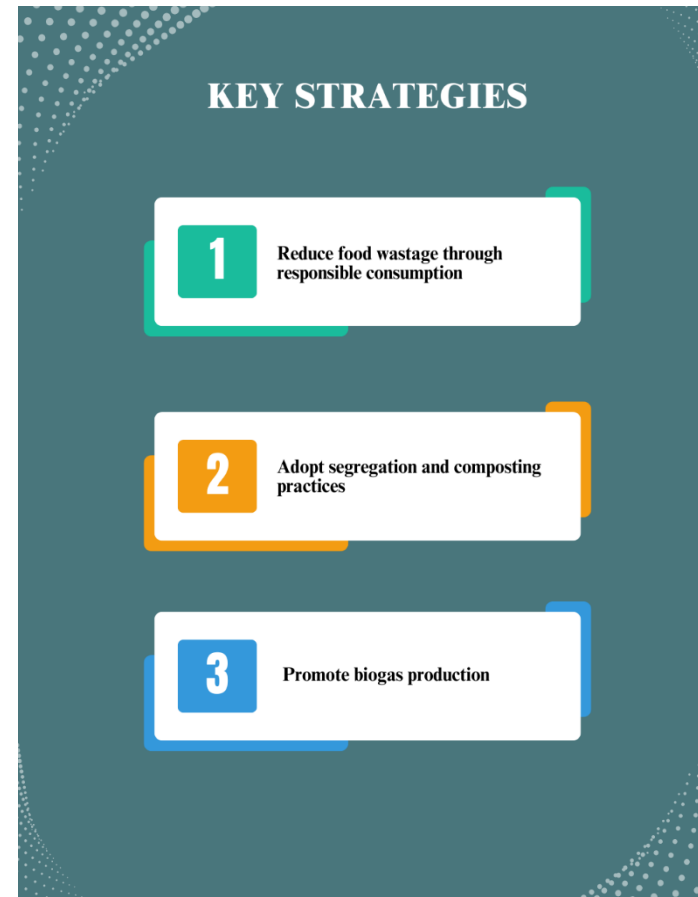 KEY STRATEGIES
1
Reduce food wastage through
responsible consumption
2
Adopt segregation and composting
practices
3
Promote biogas production